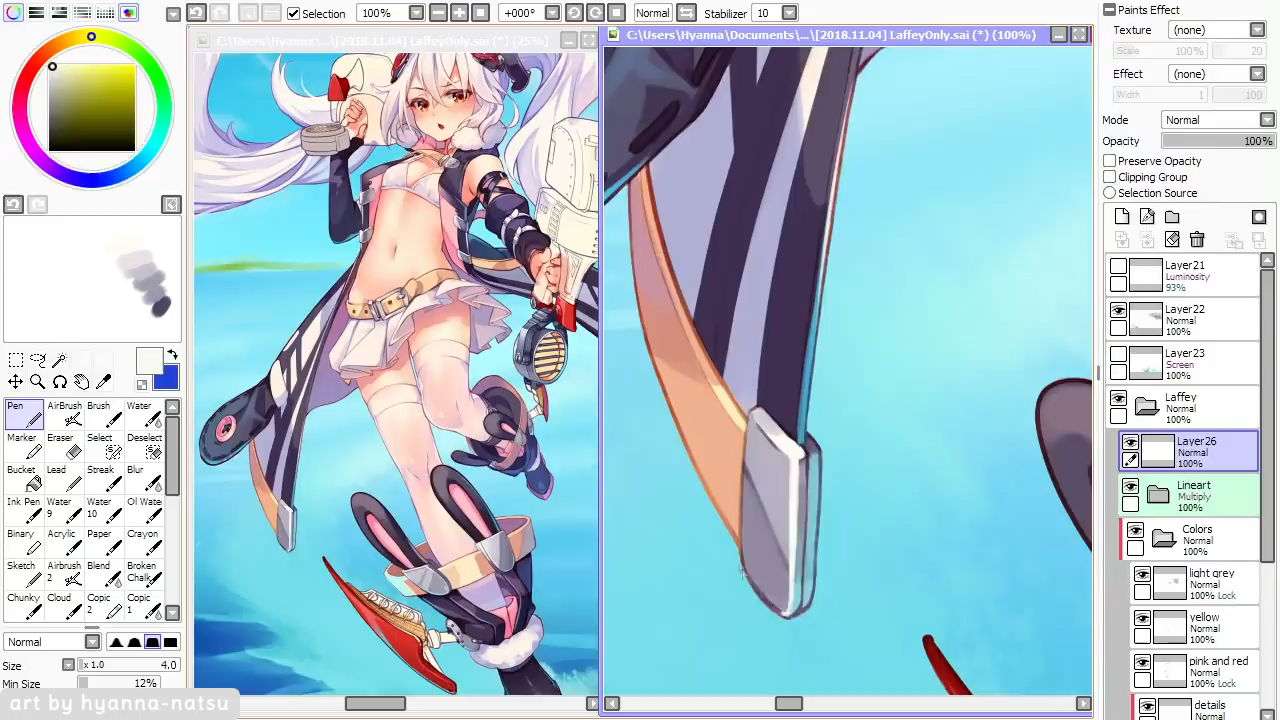 Selection
100%
+000°
Normal
Stabilizer
10
C:\Users\Hyanna\...\[2018.11.04] LaffeyOnly.sai (*) (25%)
C:\Users\Hyanna\Documents\...\[2018.11.04] LaffeyOnly.sai (*) (100%)
Paints Effect
Texture:
(none)
Scale
100%
20
Effect
(none)
Width
1
100
Mode
Normal
Opacity
100%
Preserve Opacity
Clipping Group
Selection Source
Layer21
Luminosity
93%
Layer22
Normal
100%
Layer23
Screen
100%
Laffey
Normal
100%
Layer26
Normal
100%
Lineart
Multiply
100%
Colors
Normal
100%
liuht grey
Normal
100% Lock
yellow
Normal
100%
pink and red
Normal
100% Lock
details
Normal
Pen
AirBrush
Brush
Water
Marker
Eraser
Select
Deselect
Bucket
Lead
Streak
Blur
Ink Pen
Water 9
Water 10
Oil Water
Binary
Acrylic
Paper
Crayon
Sketch
Airbrush 2
Blend
Broken Chalk
Chunky
Cloud
Copic 2
Copic 1
Normal
Size
x 1.0
4.0
Min Size
12%
art by hyanna-natsu